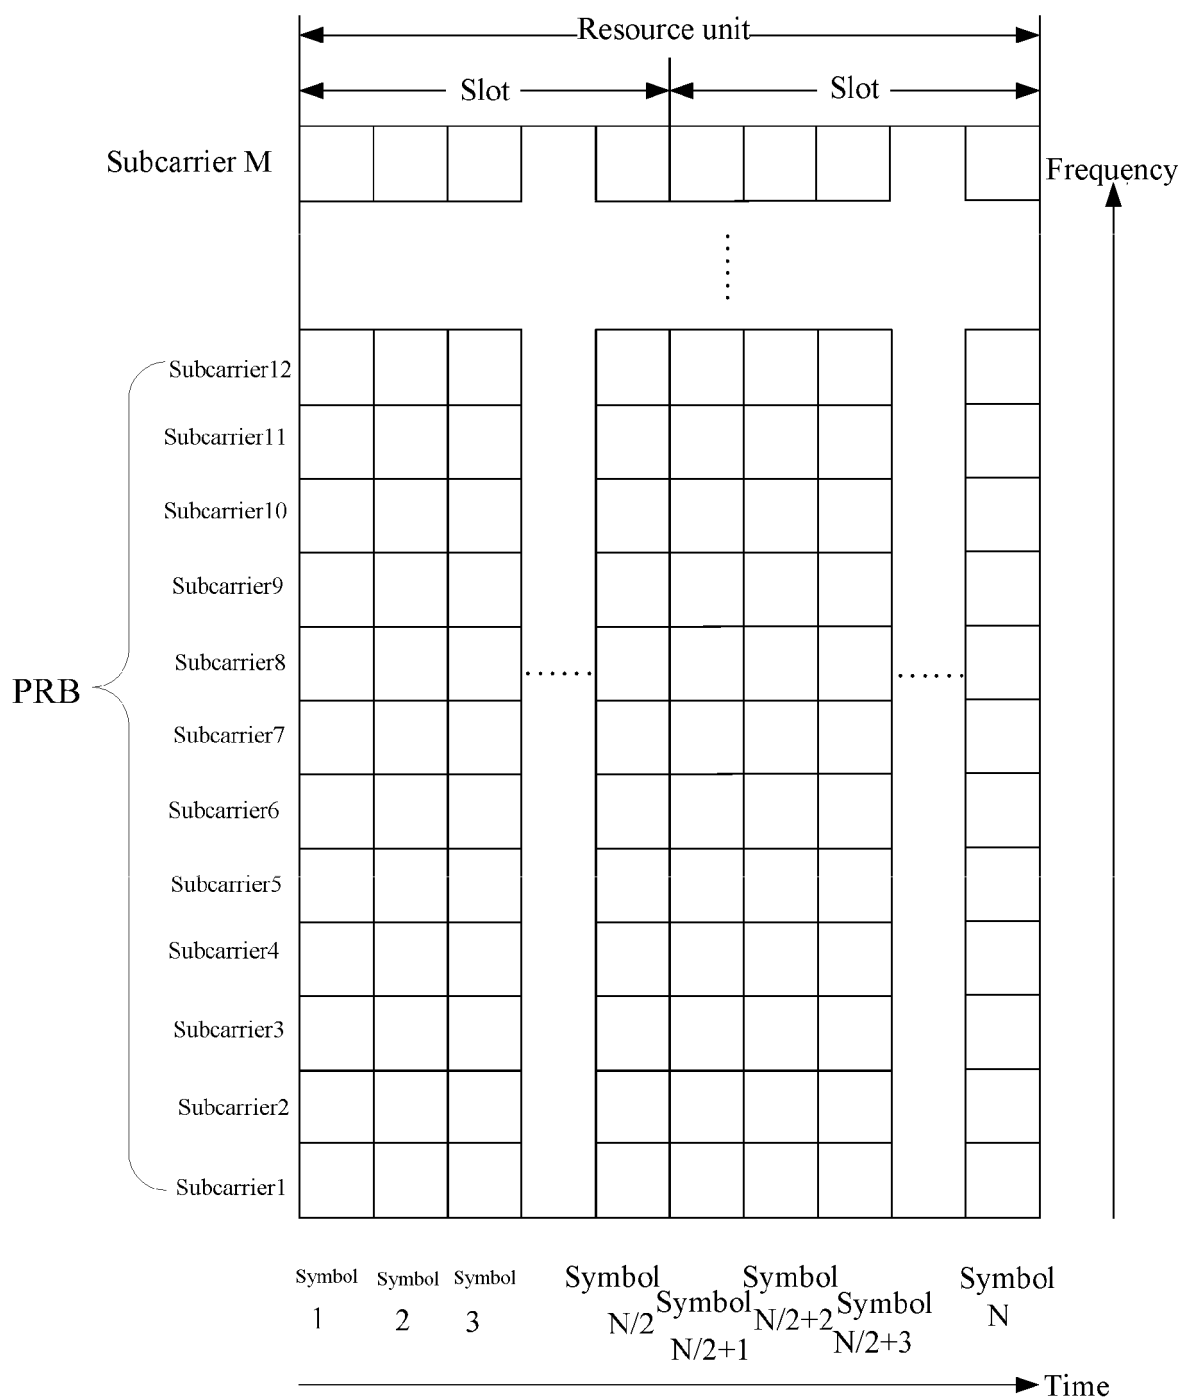 Resource unit
Slot
Slot
Subcarrier M
Frequency
Subcarrier12
Subcarrier11
Subcarrier10
Subcarrier9
Subcarrier8
PRB
Subcarrier7
Subcarrier6
Subcarrier5
Subcarrier4
Subcarrier3
Subcarrier2
Subcarrier1
Symbol
1
Symbol
2
Symbol
3
Symbol
N/2
Symbol
N/2+1
Symbol
N/2+2
Symbol
N/2+3
Symbol
N
Time